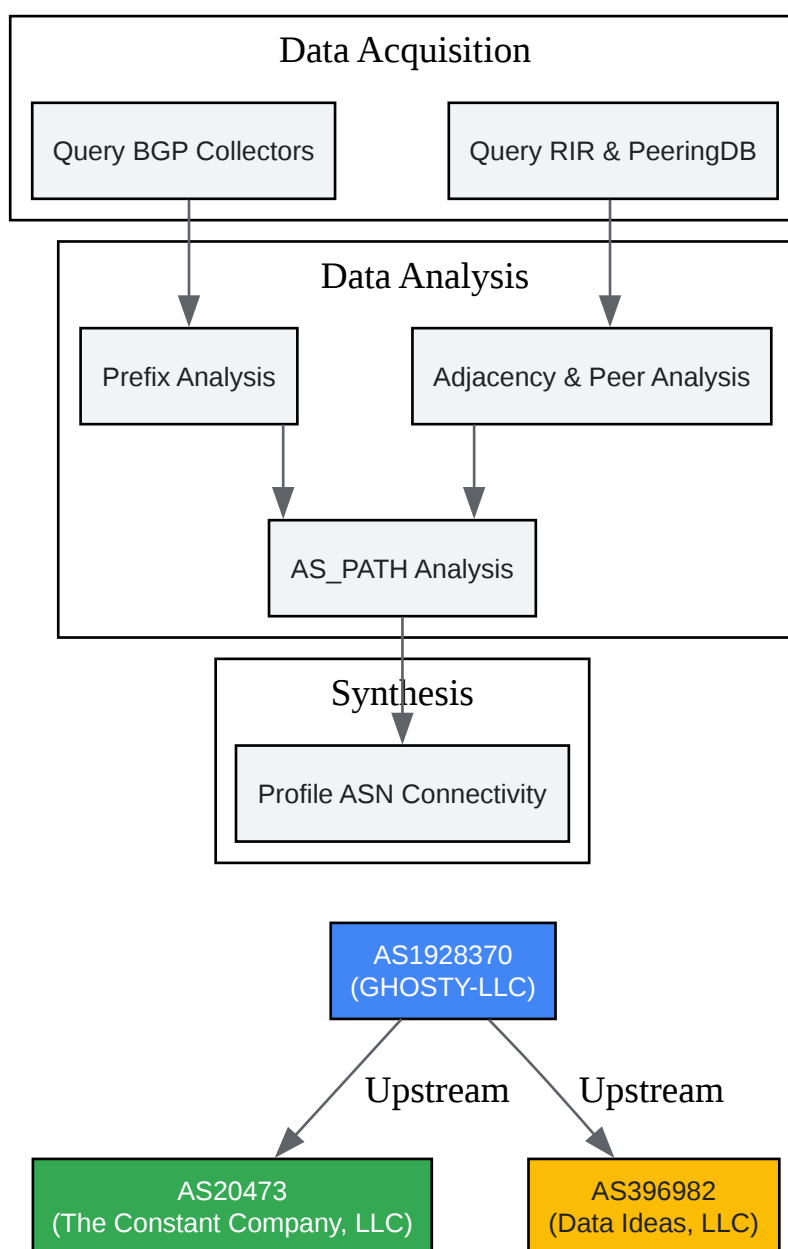 Data Acquisition
Query BGP Collectors
Query RIR & PeeringDB
Data Analysis
Prefix Analysis
Adjacency & Peer Analysis
AS_PATH Analysis
Synthesis
Profile ASN Connectivity
AS1928370
(GHOSTY-LLC)
Upstream
Upstream
AS20473
(The Constant Company, LLC)
AS396982
(Data Ideas, LLC)